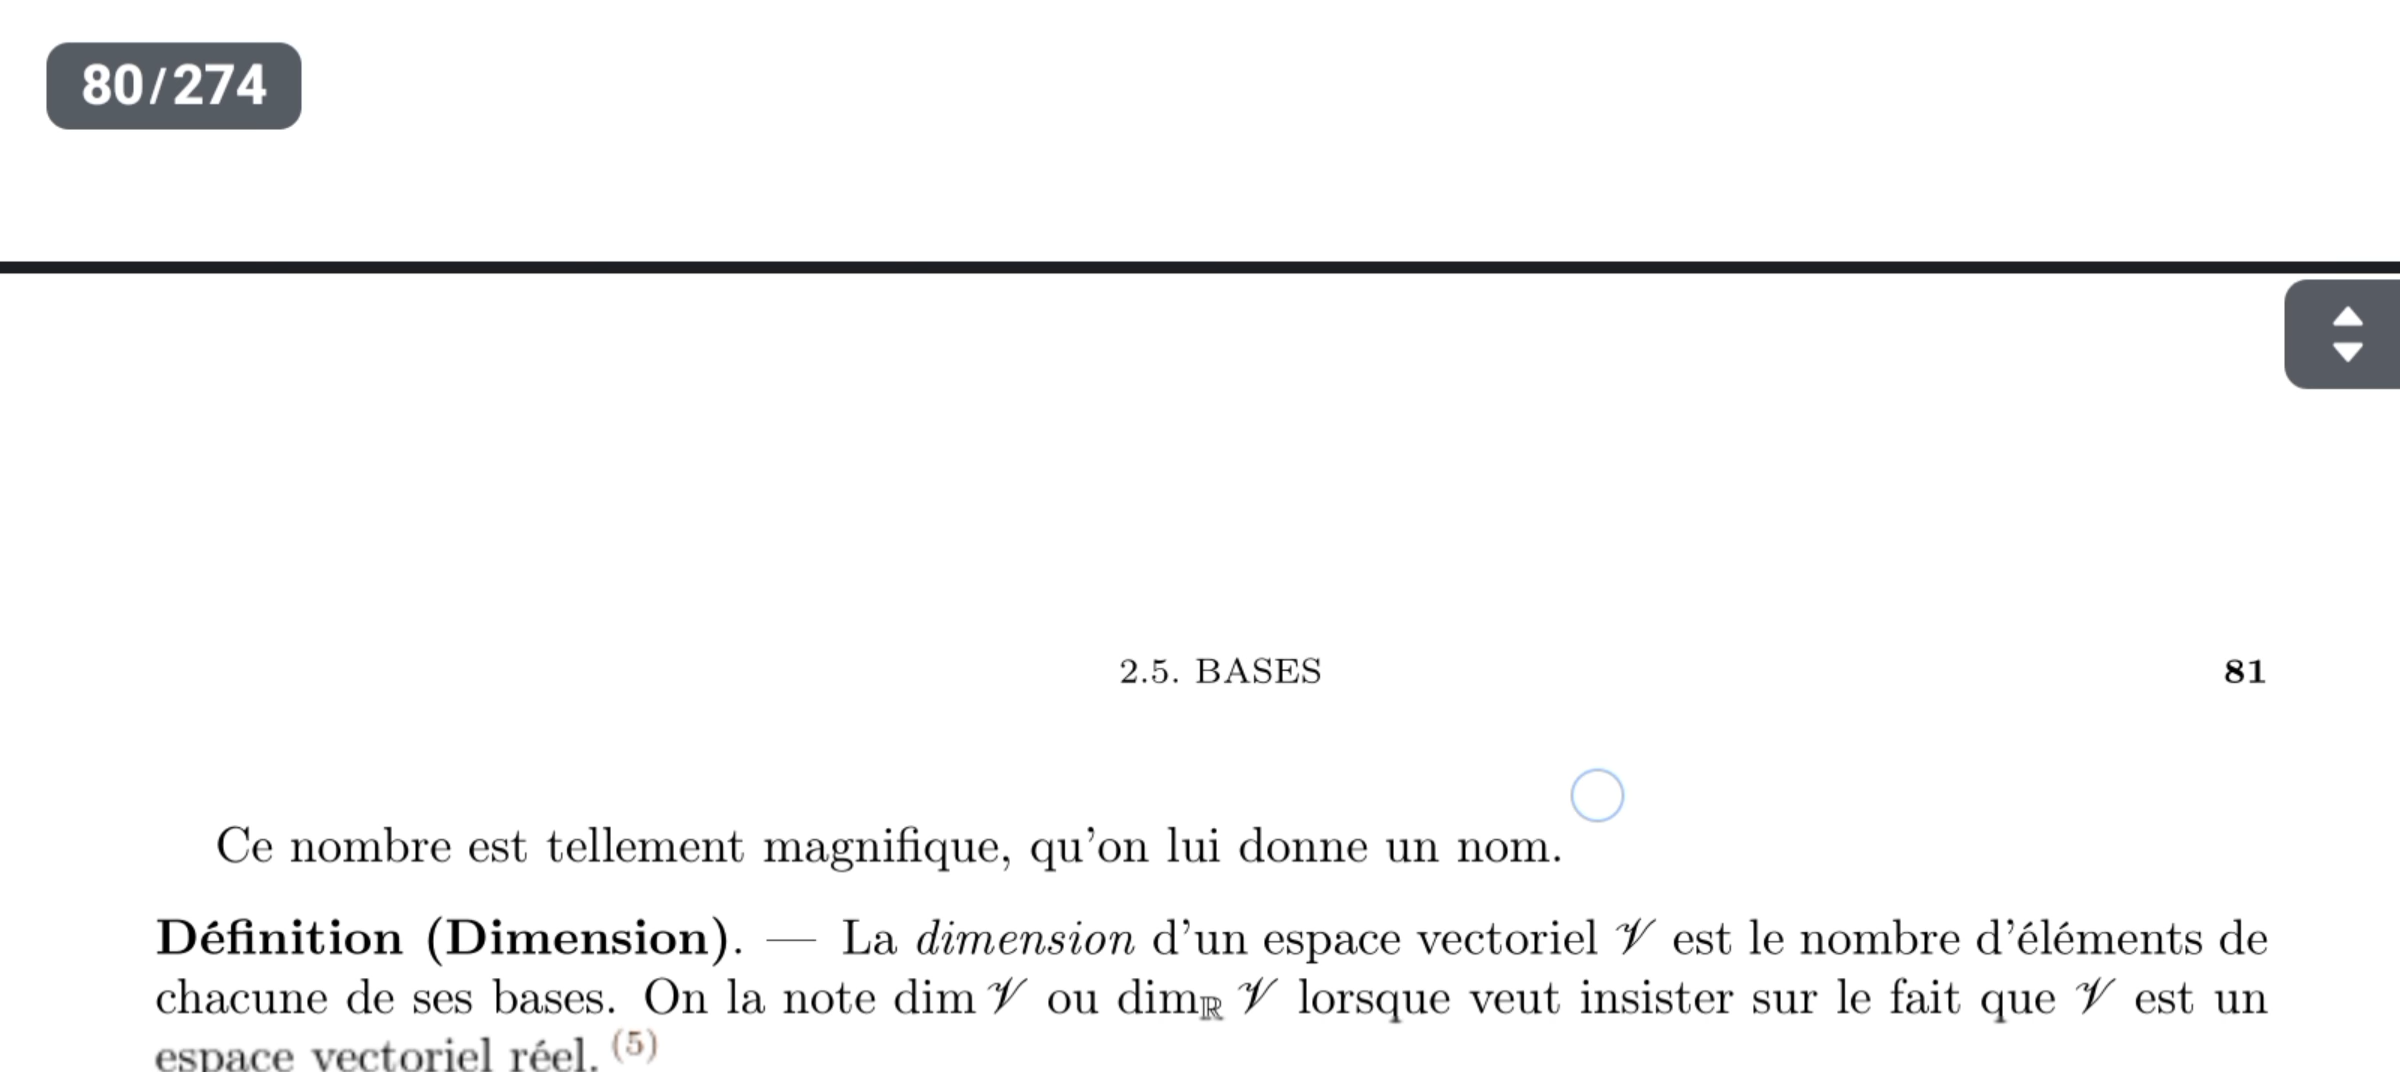 80/274
2.5. BASES 81
Ce nombre est tellement magnifique, qu'on lui donne un nom.
Définition (Dimension). — La dimension d'un espace vectoriel 𝒱 est le nombre d'éléments de
chacune de ses bases. On la note dim 𝒱 ou dimℝ 𝒱 lorsque veut insister sur le fait que 𝒱 est un
espace vectoriel réel. (5)